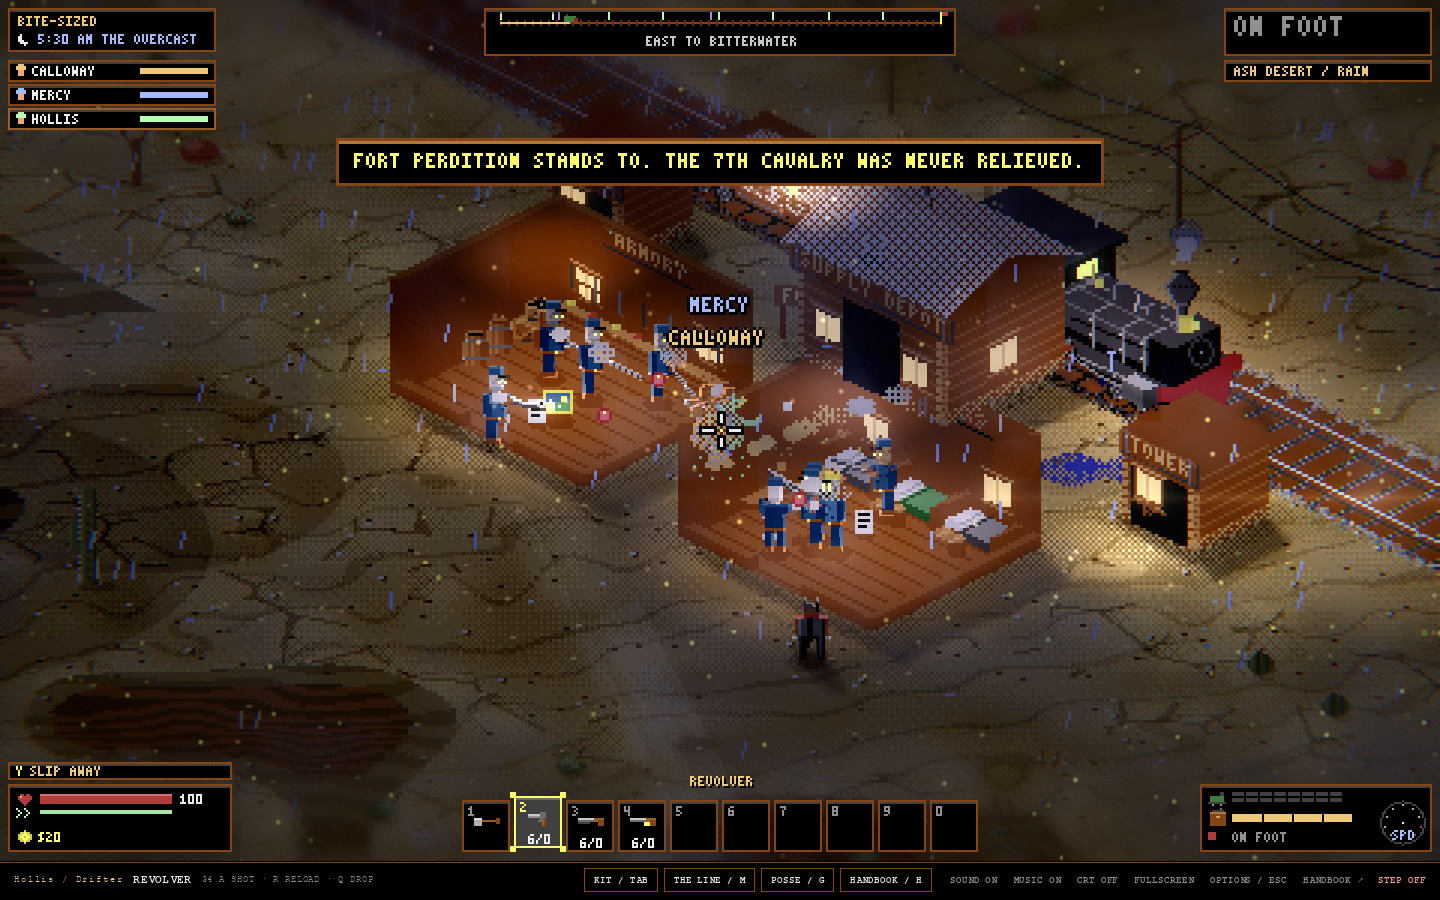 BITE-SIZED
5:30 AM THE OVERCAST
CALLOWAY
MERCY
HOLLIS
EAST TO BITTERWATER
ON FOOT
ASH DESERT / RAIN
FORT PERDITION STANDS TO. THE 7TH CAVALRY WAS NEVER RELIEVED.
ARMORY
SUPPLY DEPOT
MERCY
CALLOWAY
TOWER
Y SLIP AWAY
100
$20
REVOLVER
1
2
6/0
3
6/0
4
6/0
5
6
7
8
9
0
ON FOOT
SPD
Hollis / Drifter REVOLVER 34 A SHOT · R RELOAD · Q DROP
KIT / TAB
THE LINE / M
POSSE / G
HANDBOOK / H
SOUND ON
MUSIC ON
CRT OFF
FULLSCREEN
OPTIONS / ESC
HANDBOOK ↗
STEP OFF